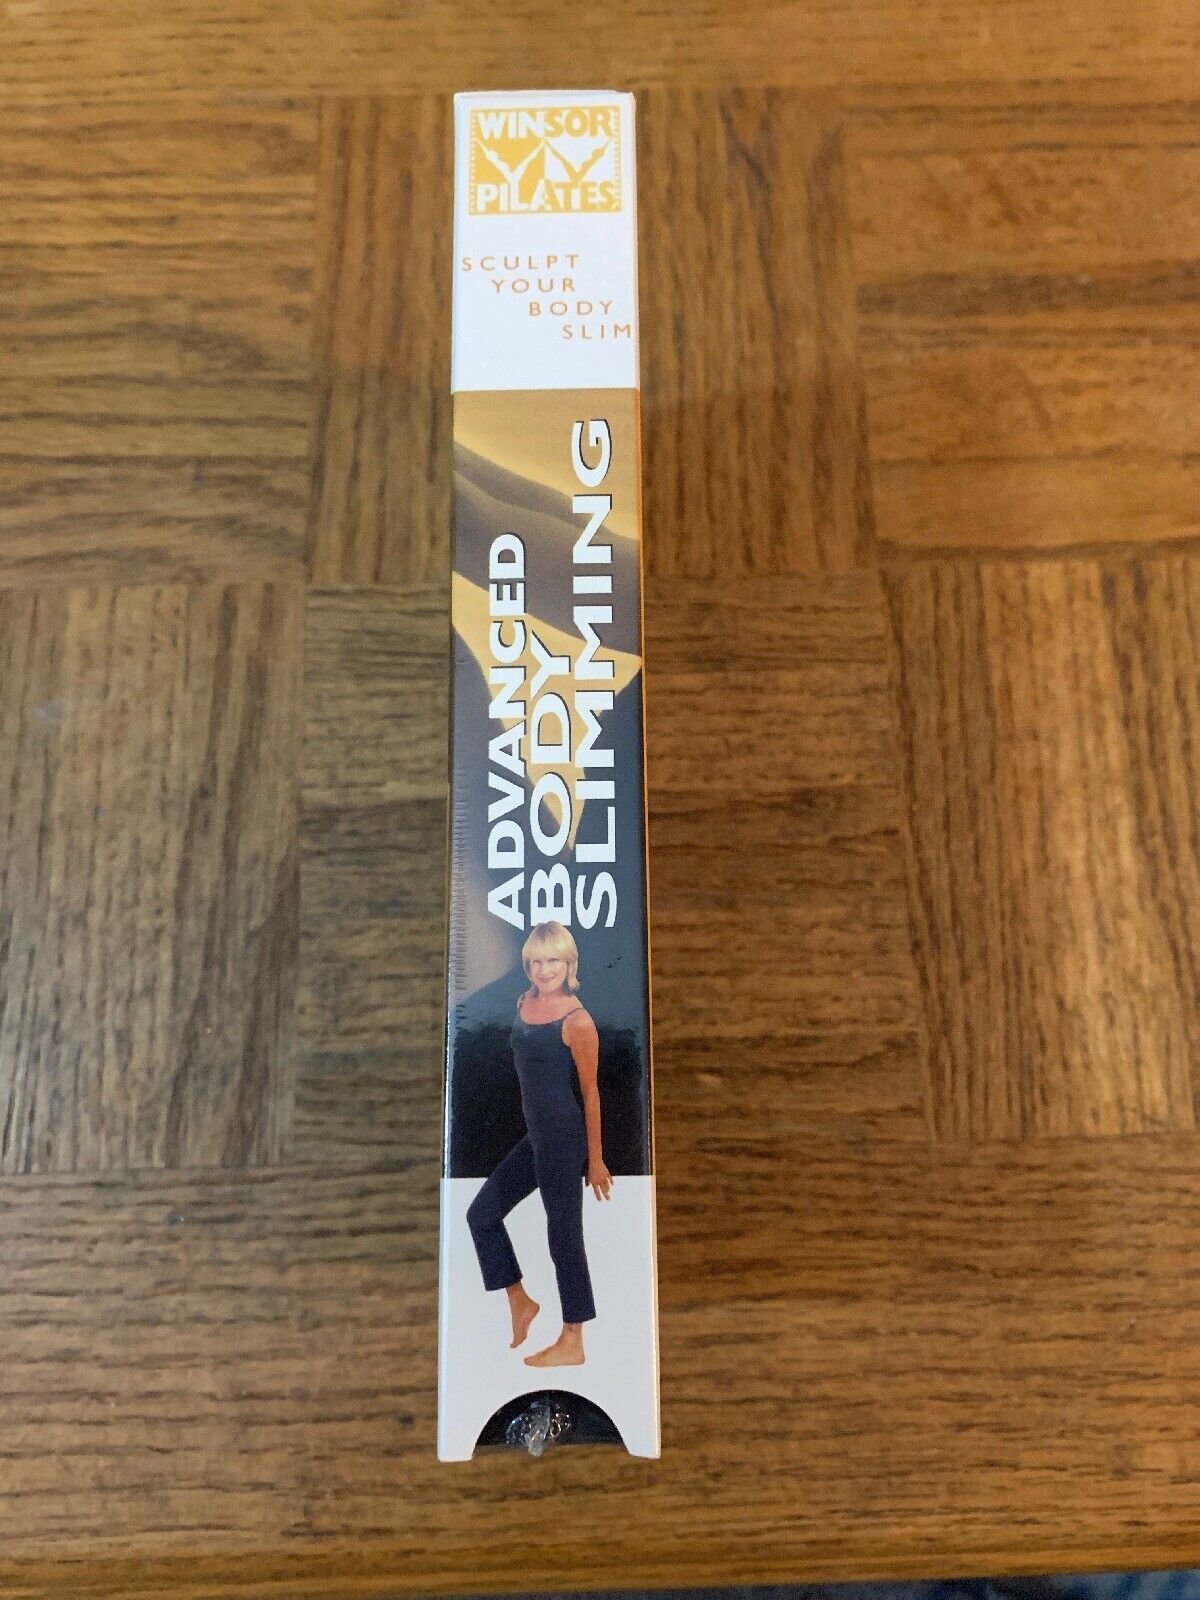 WINSOR
PILATES
SCULPT
YOUR
BODY
SLIM
ADVANCED
BODY
SLIMMING